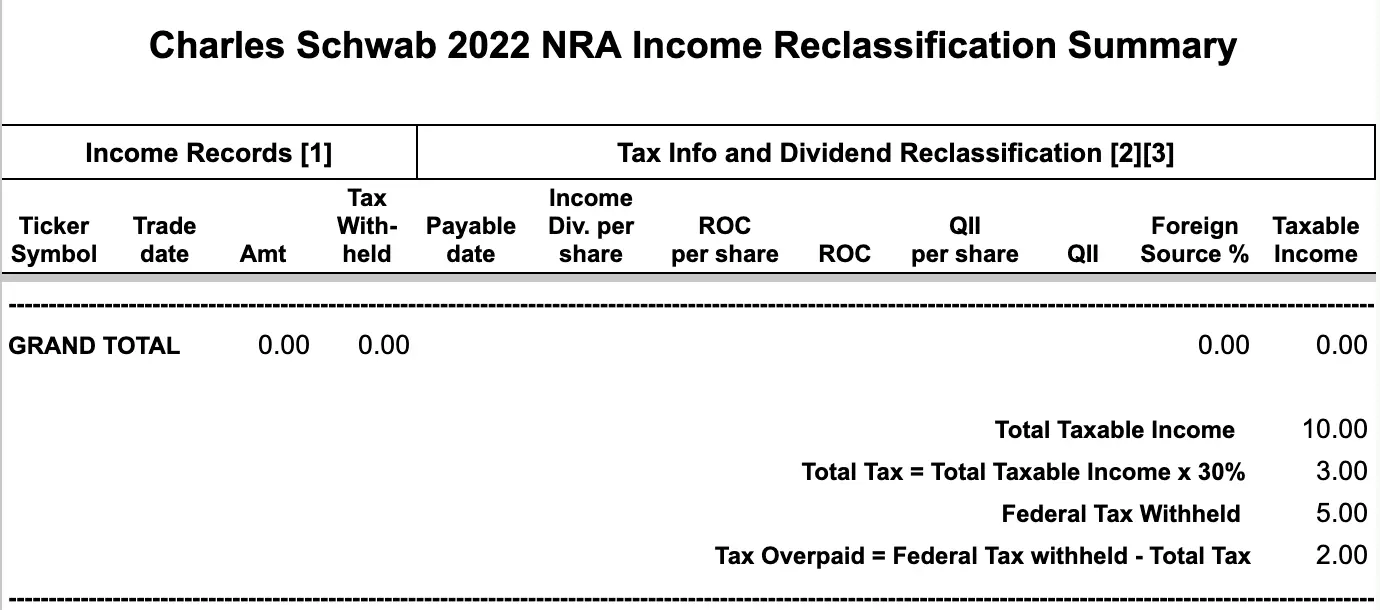 Charles Schwab 2022 NRA Income Reclassification Summary
Income Records [1] Tax Info and Dividend Reclassification [2][3]
Tax Income
Ticker Trade With- Payable Div. per ROC QII Foreign Taxable
Symbol date Amt held date share per share ROC per share QII Source % Income
GRAND TOTAL 0.00 0.00 0.00 0.00
Total Taxable Income 10.00
Total Tax = Total Taxable Income x 30% 3.00
Federal Tax Withheld 5.00
Tax Overpaid = Federal Tax withheld - Total Tax 2.00